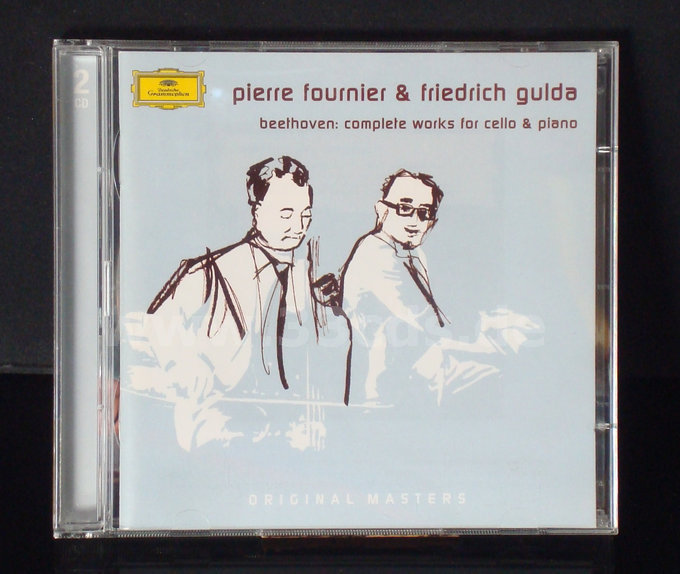 2
CD
Deutsche
Grammophon
pierre fournier & friedrich gulda
beethoven: complete works for cello & piano
ORIGINAL MASTERS